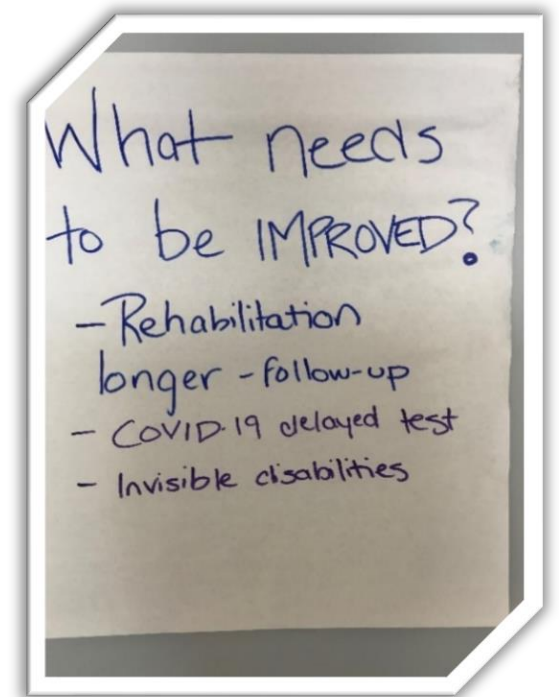 What needs
to be IMPROVED?
- Rehabilitation
longer - follow-up
- COVID-19 delayed test
- Invisible disabilities